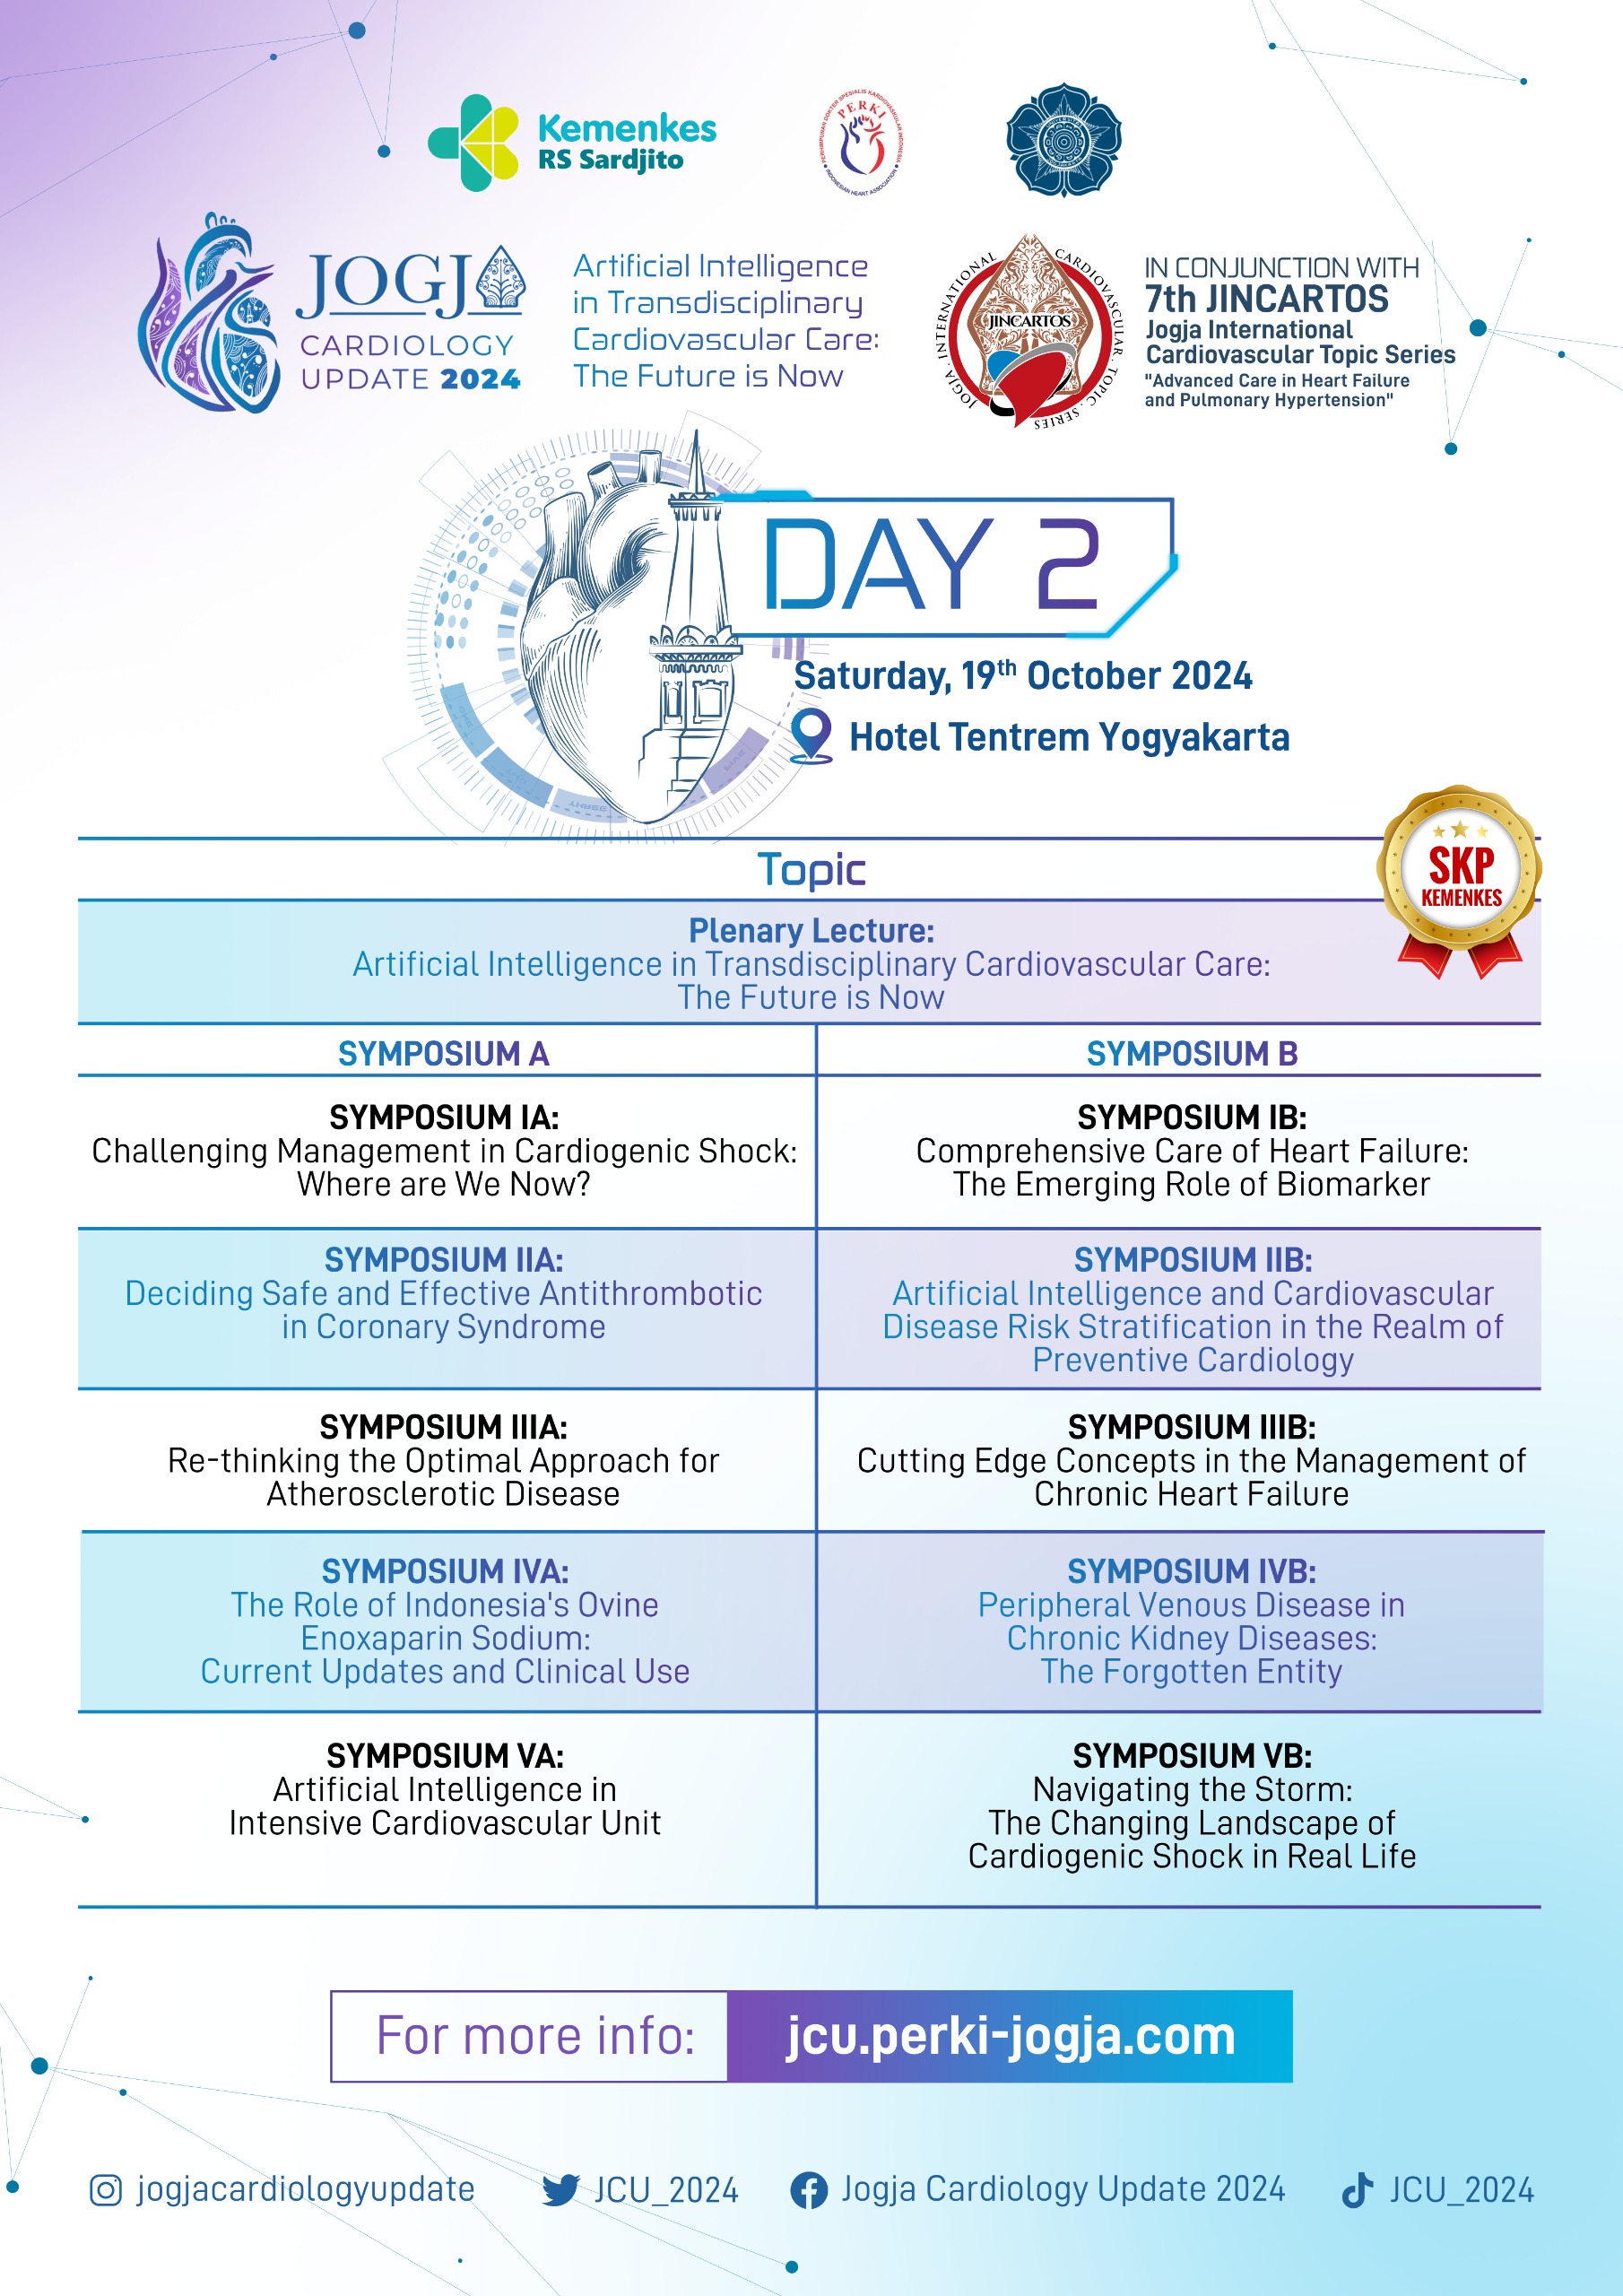 Kemenkes
RS Sardjito
PERKI
PERHIMPUNAN DOKTER SPESIALIS KARDIOVASKULAR INDONESIA
INDONESIAN HEART ASSOCIATION
JOGJA
CARDIOLOGY
UPDATE 2024
Artificial Intelligence
in Transdisciplinary
Cardiovascular Care:
The Future is Now
JOGJA INTERNATIONAL CARDIOVASCULAR TOPIC SERIES
JINCARTOS
IN CONJUNCTION WITH
7th JINCARTOS
Jogja International
Cardiovascular Topic Series
"Advanced Care in Heart Failure
and Pulmonary Hypertension"
DAY 2
Saturday, 19th October 2024
Hotel Tentrem Yogyakarta
SKP
KEMENKES
Topic
Plenary Lecture:
Artificial Intelligence in Transdisciplinary Cardiovascular Care:
The Future is Now
SYMPOSIUM A
SYMPOSIUM B
SYMPOSIUM IA:
Challenging Management in Cardiogenic Shock:
Where are We Now?
SYMPOSIUM IB:
Comprehensive Care of Heart Failure:
The Emerging Role of Biomarker
SYMPOSIUM IIA:
Deciding Safe and Effective Antithrombotic
in Coronary Syndrome
SYMPOSIUM IIB:
Artificial Intelligence and Cardiovascular
Disease Risk Stratification in the Realm of
Preventive Cardiology
SYMPOSIUM IIIA:
Re-thinking the Optimal Approach for
Atherosclerotic Disease
SYMPOSIUM IIIB:
Cutting Edge Concepts in the Management of
Chronic Heart Failure
SYMPOSIUM IVA:
The Role of Indonesia's Ovine
Enoxaparin Sodium:
Current Updates and Clinical Use
SYMPOSIUM IVB:
Peripheral Venous Disease in
Chronic Kidney Diseases:
The Forgotten Entity
SYMPOSIUM VA:
Artificial Intelligence in
Intensive Cardiovascular Unit
SYMPOSIUM VB:
Navigating the Storm:
The Changing Landscape of
Cardiogenic Shock in Real Life
For more info:
jcu.perki-jogja.com
jogjacardiologyupdate
JCU_2024
Jogja Cardiology Update 2024
JCU_2024